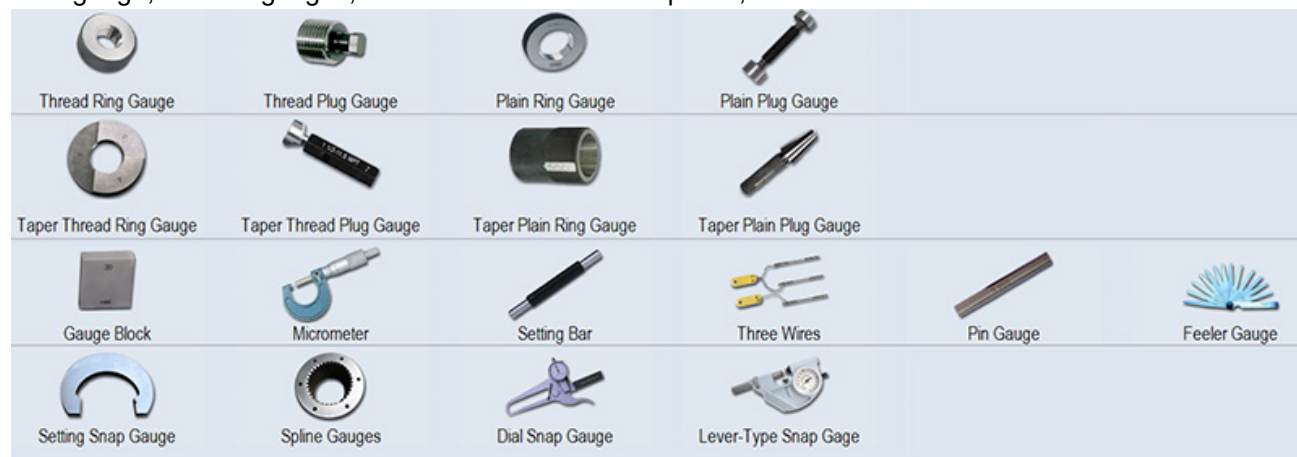 Thread Ring Gauge Thread Plug Gauge Plain Ring Gauge Plain Plug Gauge
Taper Thread Ring Gauge Taper Thread Plug Gauge Taper Plain Ring Gauge Taper Plain Plug Gauge
30
Gauge Block Micrometer Setting Bar Three Wires Pin Gauge Feeler Gauge
Setting Snap Gauge Spline Gauges Dial Snap Gauge Lever-Type Snap Gage